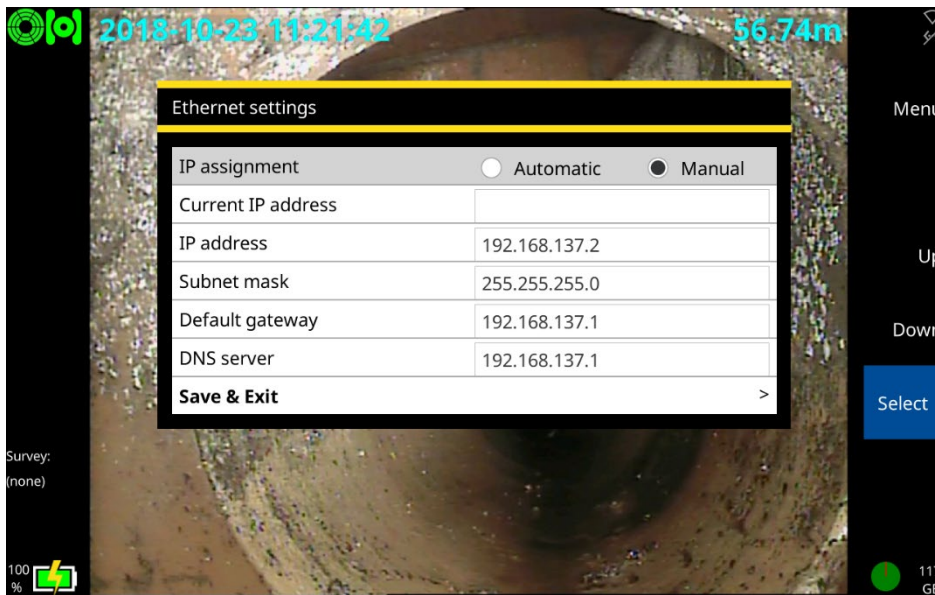 2018-10-23 11:21:42 56.74m
Ethernet settings
IP assignment Automatic Manual
Current IP address
IP address 192.168.137.2
Subnet mask 255.255.255.0
Default gateway 192.168.137.1
DNS server 192.168.137.1
Save & Exit >
Select
Survey:
(none)
100
%